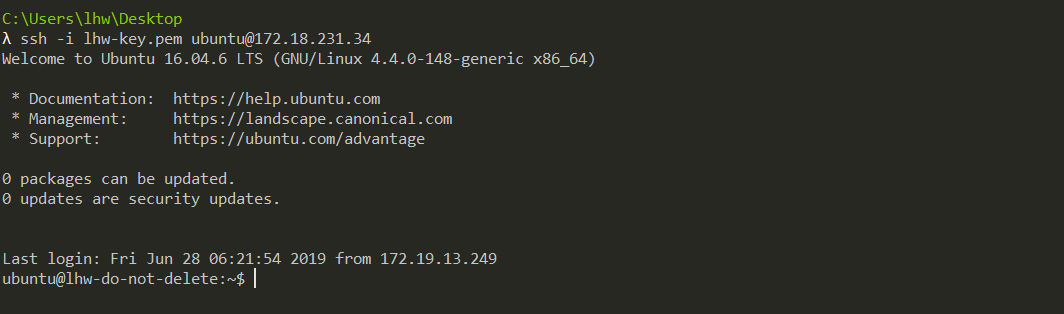 C:\Users\lhw\Desktop
λ ssh -i lhw-key.pem ubuntu@172.18.231.34
Welcome to Ubuntu 16.04.6 LTS (GNU/Linux 4.4.0-148-generic x86_64)
* Documentation:  https://help.ubuntu.com
* Management:     https://landscape.canonical.com
* Support:        https://ubuntu.com/advantage
0 packages can be updated.
0 updates are security updates.
Last login: Fri Jun 28 06:21:54 2019 from 172.19.13.249
ubuntu@lhw-do-not-delete:~$